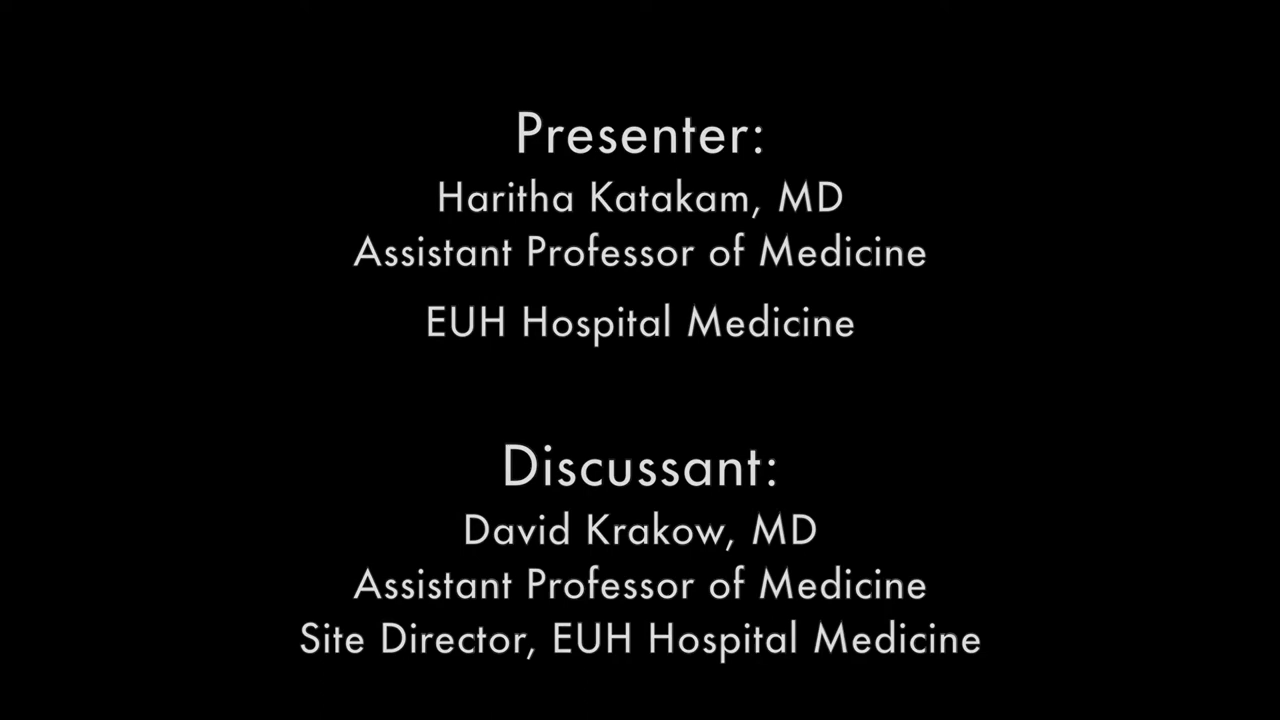 Presenter:
Haritha Katakam, MD
Assistant Professor of Medicine
EUH Hospital Medicine
Discussant:
David Krakow, MD
Assistant Professor of Medicine
Site Director, EUH Hospital Medicine